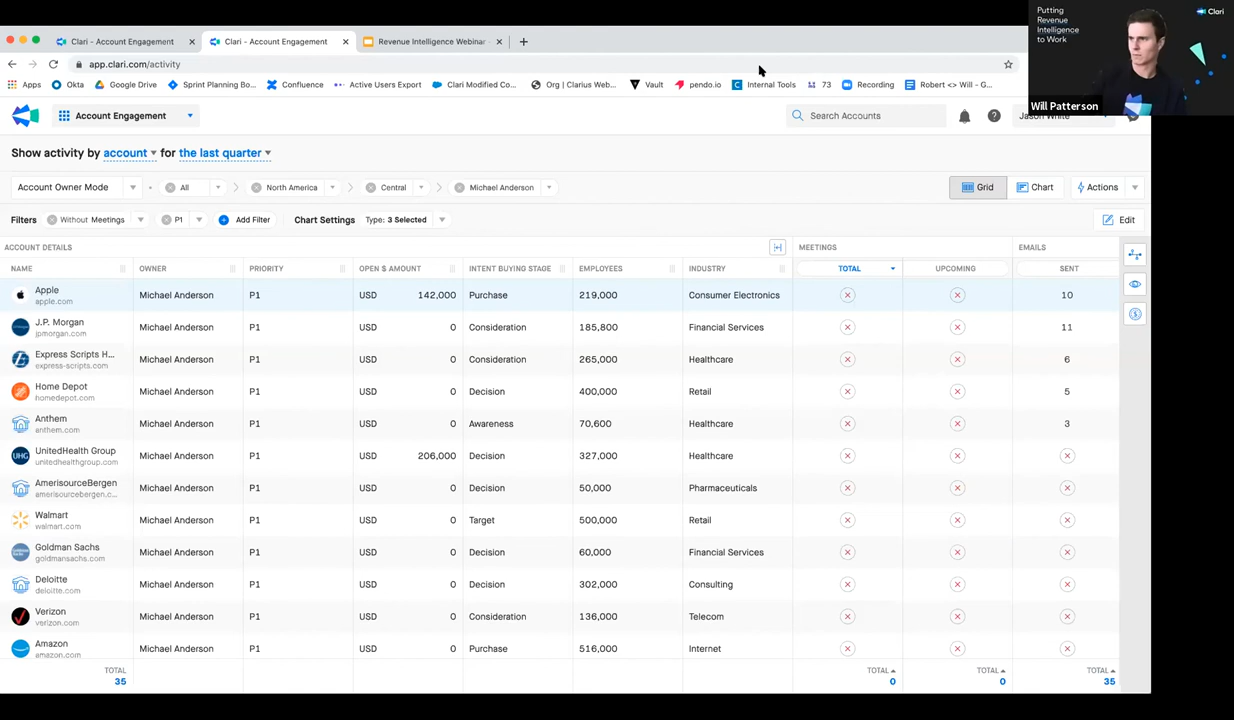 Putting
Revenue
Intelligence
to Work
Clari
Will Patterson
Clari - Account Engagement
Clari - Account Engagement
Revenue Intelligence Webinar
app.clari.com/activity
Apps
Okta
Google Drive
Sprint Planning Bo...
Confluence
Active Users Export
Clari Modified Co...
Org | Clarius Web...
Vault
pendo.io
Internal Tools
73
Recording
Robert <> Will - G...
Account Engagement
Search Accounts
Jason White
Show activity by account for the last quarter
Account Owner Mode
All
North America
Central
Michael Anderson
Grid
Chart
Actions
Filters
Without Meetings
P1
Add Filter
Chart Settings
Type: 3 Selected
Edit
ACCOUNT DETAILS MEETINGS EMAILS
NAME OWNER PRIORITY OPEN $ AMOUNT INTENT BUYING STAGE EMPLOYEES INDUSTRY TOTAL UPCOMING SENT
Apple
apple.com
Michael Anderson P1 USD 142,000 Purchase 219,000 Consumer Electronics 10
J.P. Morgan
jpmorgan.com
Michael Anderson P1 USD 0 Consideration 185,800 Financial Services 11
Express Scripts H...
express-scripts.com
Michael Anderson P1 USD 0 Consideration 265,000 Healthcare 6
Home Depot
homedepot.com
Michael Anderson P1 USD 0 Decision 400,000 Retail 5
Anthem
anthem.com
Michael Anderson P1 USD 0 Awareness 70,600 Healthcare 3
UHG
UnitedHealth Group
unitedhealthgroup.com
Michael Anderson P1 USD 206,000 Decision 327,000 Healthcare
AmerisourceBergen
amerisourcebergen.c...
Michael Anderson P1 USD 0 Decision 50,000 Pharmaceuticals
Walmart
walmart.com
Michael Anderson P1 USD 0 Target 500,000 Retail
Goldman Sachs
goldmansachs.com
Michael Anderson P1 USD 0 Decision 60,000 Financial Services
Deloitte
deloitte.com
Michael Anderson P1 USD 0 Decision 302,000 Consulting
Verizon
verizon.com
Michael Anderson P1 USD 0 Consideration 136,000 Telecom
Amazon
amazon.com
Michael Anderson P1 USD 0 Purchase 516,000 Internet
TOTAL TOTAL TOTAL TOTAL
35 0 0 35